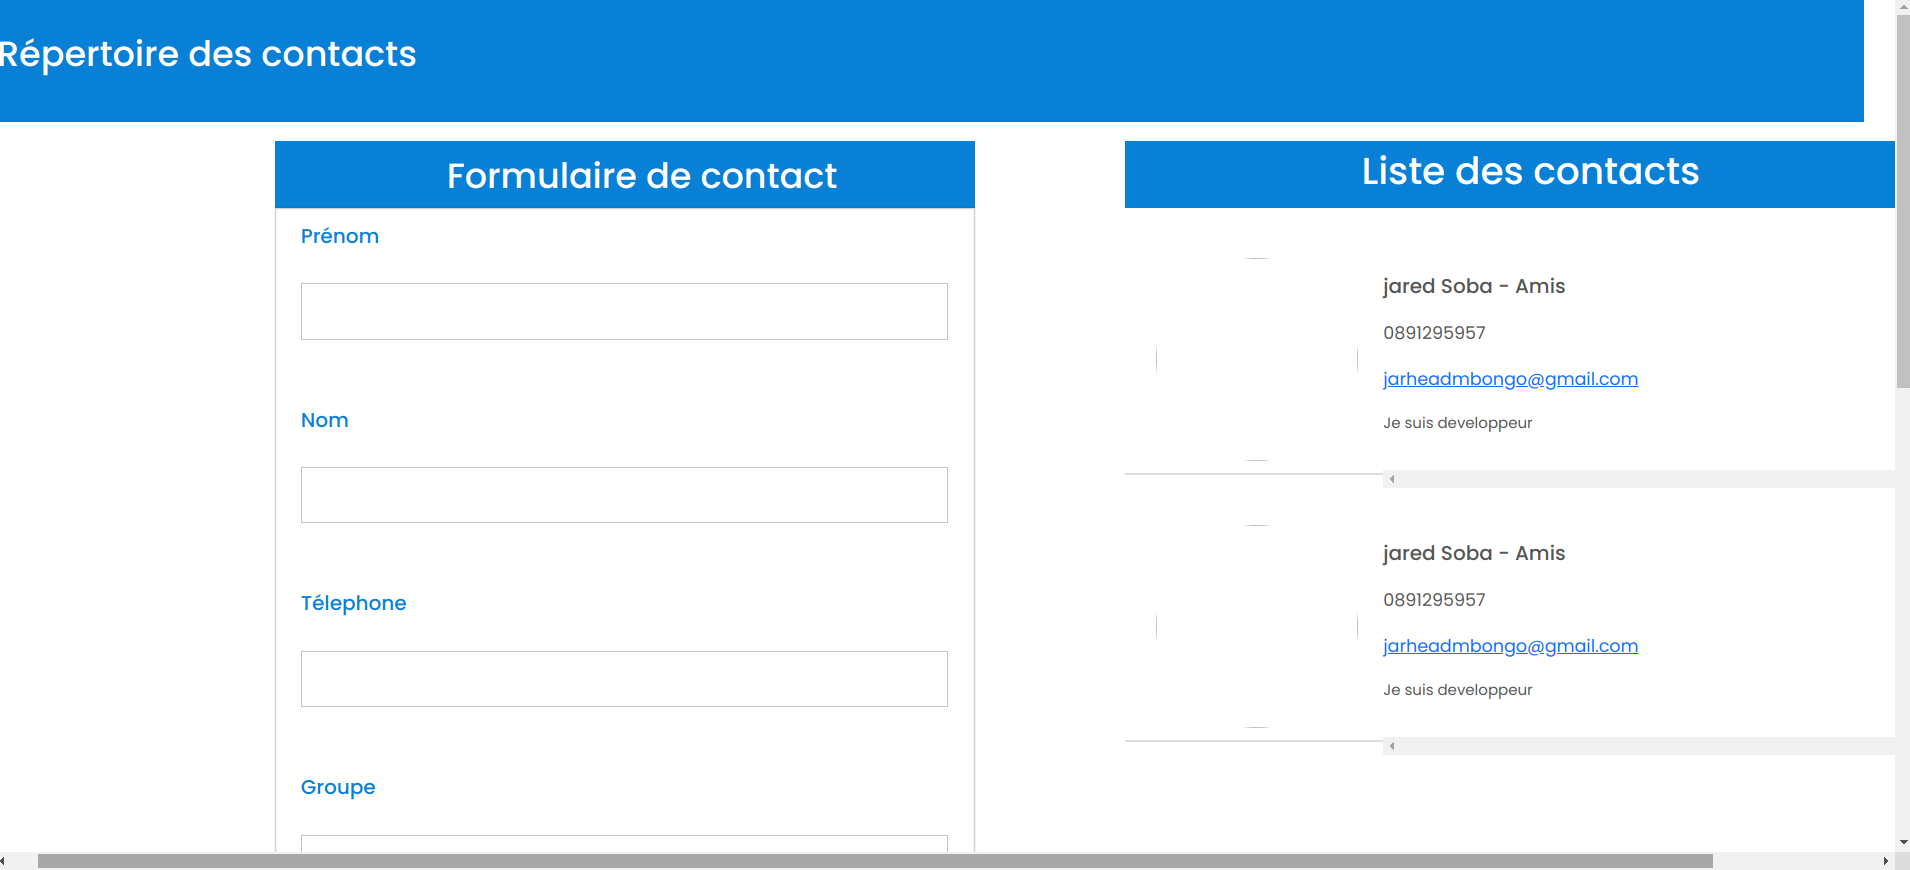 Répertoire des contacts
Formulaire de contact
Prénom
Nom
Télephone
Groupe
Liste des contacts
jared Soba - Amis
0891295957
jarheadmbongo@gmail.com
Je suis developpeur
jared Soba - Amis
0891295957
jarheadmbongo@gmail.com
Je suis developpeur